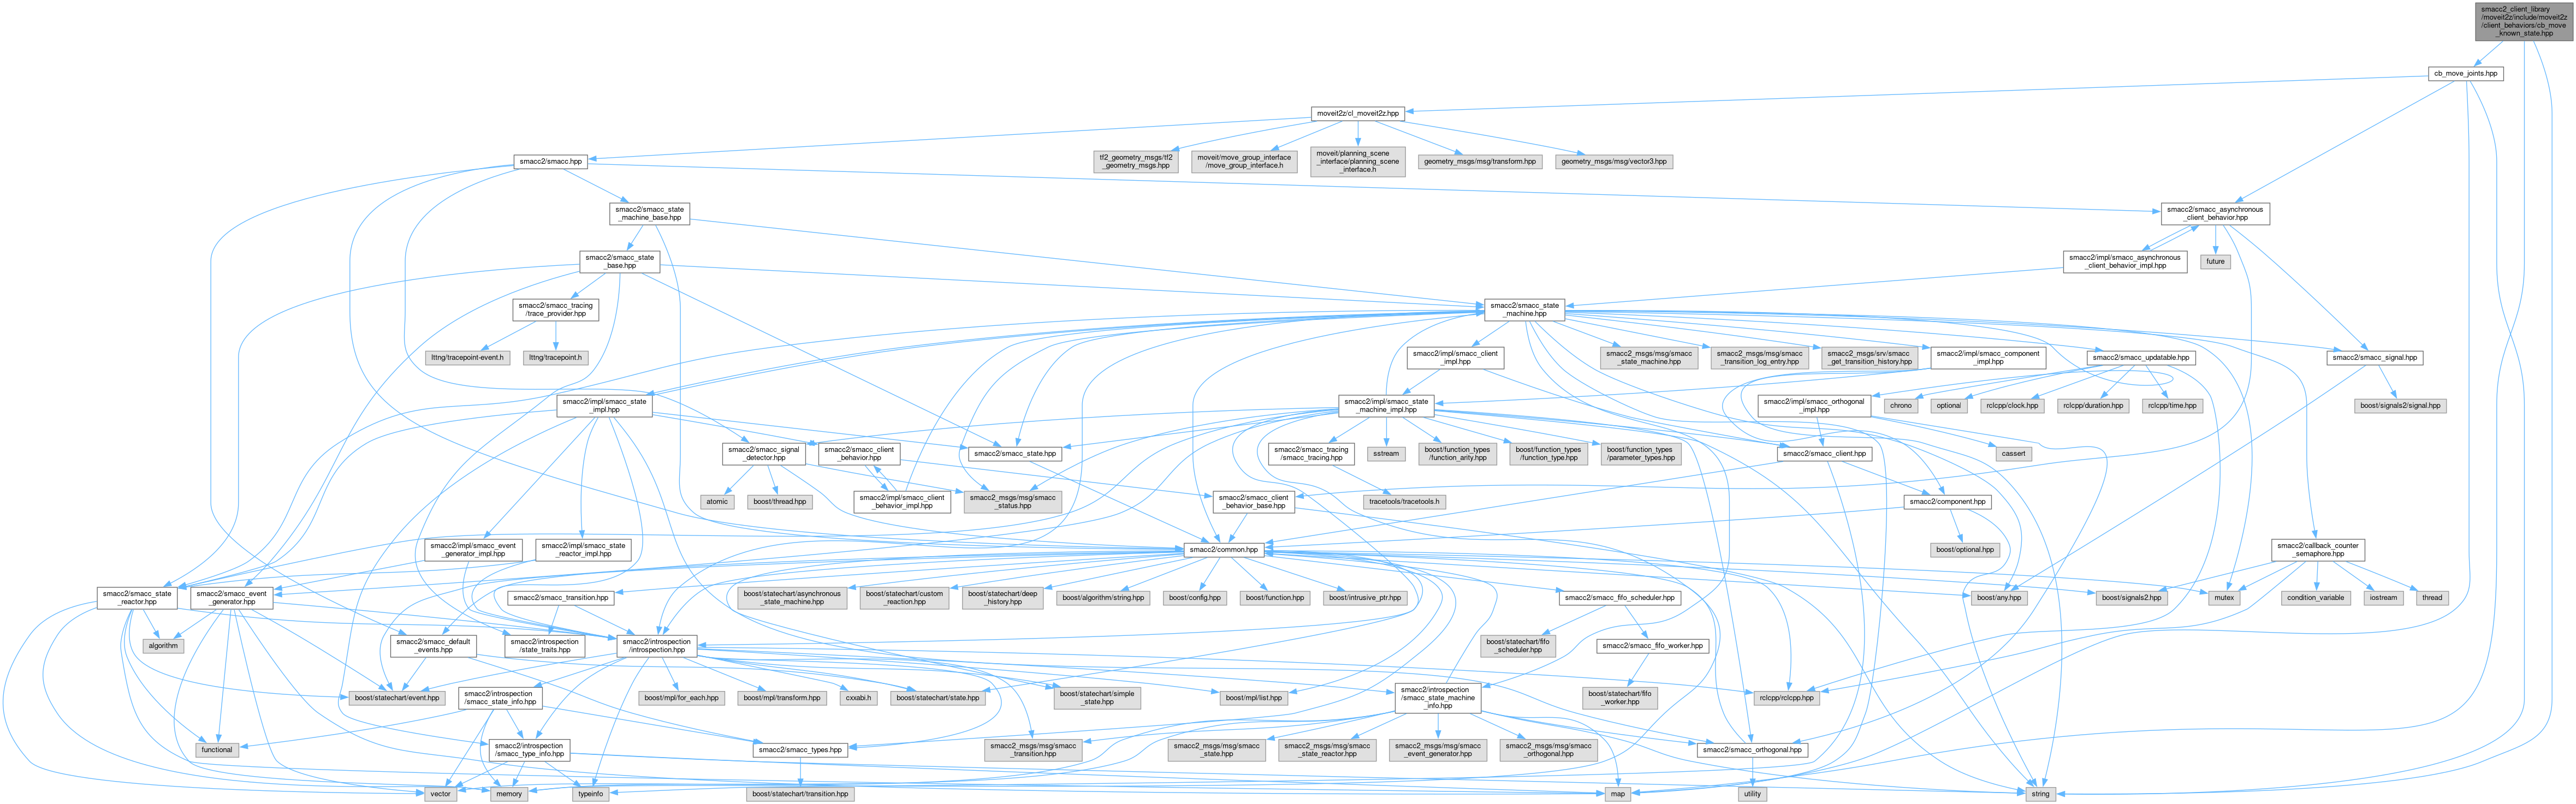 smacc2_client_library
/moveit2z/include/moveit2z
/client_behaviors/cb_move
_known_state.hpp
cb_move_joints.hpp
moveit2z/cl_moveit2z.hpp
smacc2/smacc.hpp
tf2_geometry_msgs/tf2
_geometry_msgs.hpp
moveit/move_group_interface
/move_group_interface.h
moveit/planning_scene
_interface/planning_scene
_interface.h
geometry_msgs/msg/transform.hpp
geometry_msgs/msg/vector3.hpp
smacc2/smacc_state
_machine_base.hpp
smacc2/smacc_asynchronous
_client_behavior.hpp
smacc2/smacc_state
_base.hpp
smacc2/impl/smacc_asynchronous
_client_behavior_impl.hpp
future
smacc2/smacc_tracing
/trace_provider.hpp
smacc2/smacc_state
_machine.hpp
lttng/tracepoint-event.h
lttng/tracepoint.h
smacc2/impl/smacc_client
_impl.hpp
smacc2_msgs/msg/smacc
_state_machine.hpp
smacc2_msgs/msg/smacc
_transition_log_entry.hpp
smacc2_msgs/srv/smacc
_get_transition_history.hpp
smacc2/impl/smacc_component
_impl.hpp
smacc2/smacc_updatable.hpp
smacc2/smacc_signal.hpp
smacc2/impl/smacc_state
_impl.hpp
smacc2/impl/smacc_state
_machine_impl.hpp
smacc2/impl/smacc_orthogonal
_impl.hpp
chrono
optional
rclcpp/clock.hpp
rclcpp/duration.hpp
rclcpp/time.hpp
boost/signals2/signal.hpp
smacc2/smacc_signal
_detector.hpp
smacc2/smacc_client
_behavior.hpp
smacc2/smacc_state.hpp
smacc2/smacc_tracing
/smacc_tracing.hpp
sstream
boost/function_types
/function_arity.hpp
boost/function_types
/function_type.hpp
boost/function_types
/parameter_types.hpp
smacc2/smacc_client.hpp
cassert
atomic
boost/thread.hpp
smacc2/impl/smacc_client
_behavior_impl.hpp
smacc2_msgs/msg/smacc
_status.hpp
smacc2/smacc_client
_behavior_base.hpp
tracetools/tracetools.h
smacc2/component.hpp
smacc2/impl/smacc_event
_generator_impl.hpp
smacc2/impl/smacc_state
_reactor_impl.hpp
smacc2/common.hpp
boost/optional.hpp
smacc2/callback_counter
_semaphore.hpp
smacc2/smacc_state
_reactor.hpp
smacc2/smacc_event
_generator.hpp
smacc2/smacc_transition.hpp
boost/statechart/asynchronous
_state_machine.hpp
boost/statechart/custom
_reaction.hpp
boost/statechart/deep
_history.hpp
boost/algorithm/string.hpp
boost/config.hpp
boost/function.hpp
boost/intrusive_ptr.hpp
smacc2/smacc_fifo_scheduler.hpp
boost/any.hpp
boost/signals2.hpp
mutex
condition_variable
iostream
thread
algorithm
smacc2/smacc_default
_events.hpp
smacc2/introspection
/state_traits.hpp
smacc2/introspection
/introspection.hpp
boost/statechart/fifo
_scheduler.hpp
smacc2/smacc_fifo_worker.hpp
boost/statechart/event.hpp
smacc2/introspection
/smacc_state_info.hpp
boost/mpl/for_each.hpp
boost/mpl/transform.hpp
cxxabi.h
boost/statechart/state.hpp
boost/statechart/simple
_state.hpp
boost/mpl/list.hpp
smacc2/introspection
/smacc_state_machine
_info.hpp
boost/statechart/fifo
_worker.hpp
rclcpp/rclcpp.hpp
functional
smacc2/introspection
/smacc_type_info.hpp
smacc2/smacc_types.hpp
smacc2_msgs/msg/smacc
_transition.hpp
smacc2_msgs/msg/smacc
_state.hpp
smacc2_msgs/msg/smacc
_state_reactor.hpp
smacc2_msgs/msg/smacc
_event_generator.hpp
smacc2_msgs/msg/smacc
_orthogonal.hpp
smacc2/smacc_orthogonal.hpp
vector
memory
typeinfo
boost/statechart/transition.hpp
map
utility
string